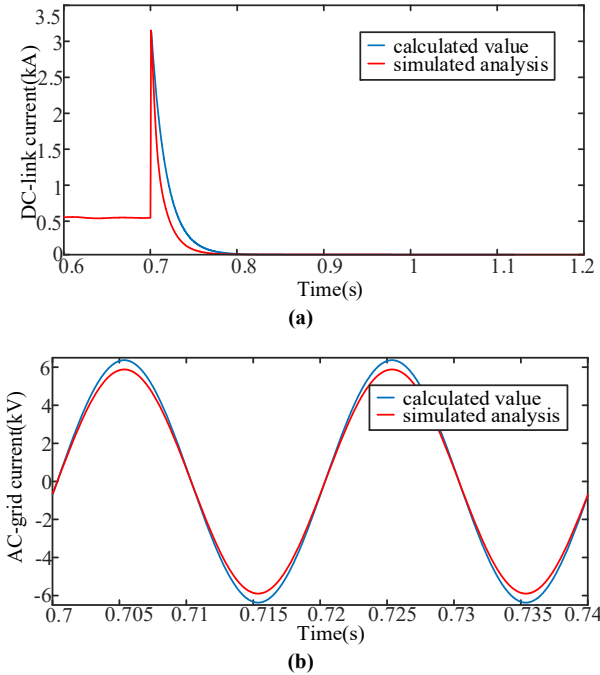 3.5
3
2.5
2
1.5
1
0.5
0
DC-link current(kA)
calculated value
simulated analysis
0.6 0.7 0.8 0.9 1 1.1 1.2
Time(s)
(a)
6
4
2
0
-2
-4
-6
AC-grid current(kV)
calculated value
simulated analysis
0.7 0.705 0.71 0.715 0.72 0.725 0.73 0.735 0.74
Time(s)
(b)